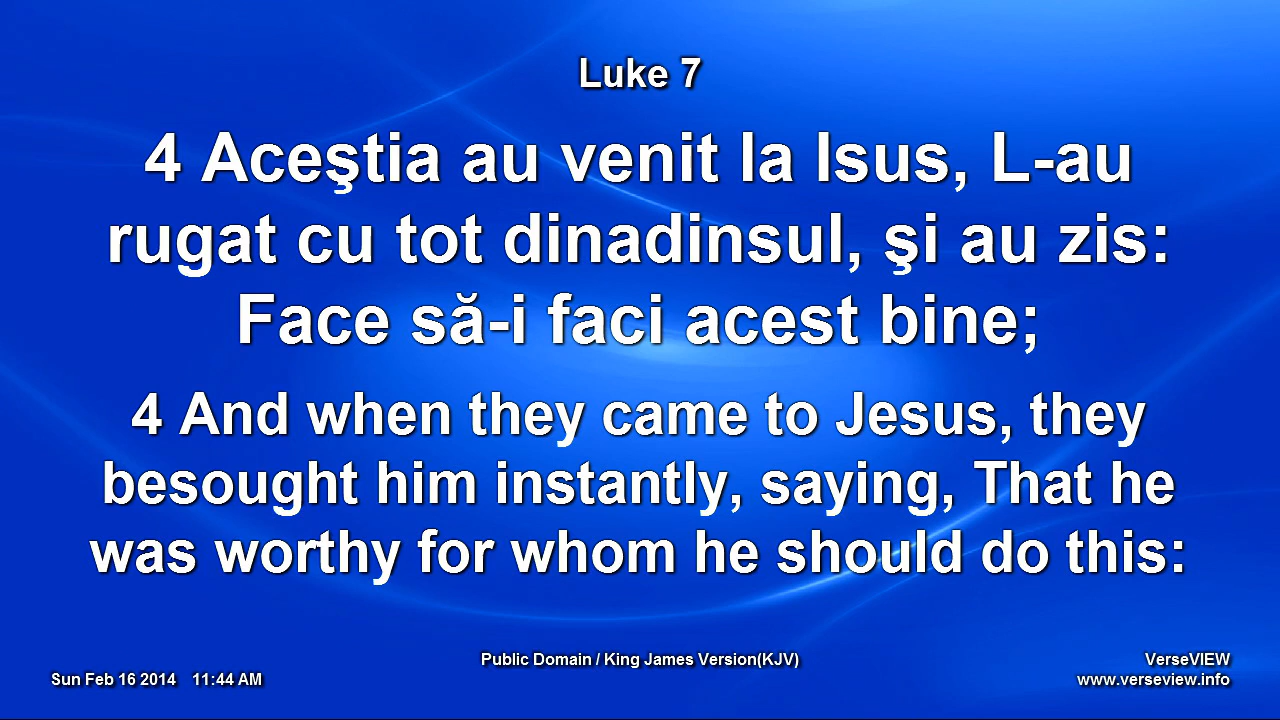 Luke 7
4 Aceştia au venit la Isus, L-au
rugat cu tot dinadinsul, şi au zis:
Face să-i faci acest bine;
4 And when they came to Jesus, they
besought him instantly, saying, That he
was worthy for whom he should do this:
Public Domain / King James Version(KJV)
VerseVIEW
Sun Feb 16 2014 11:44 AM
www.verseview.info